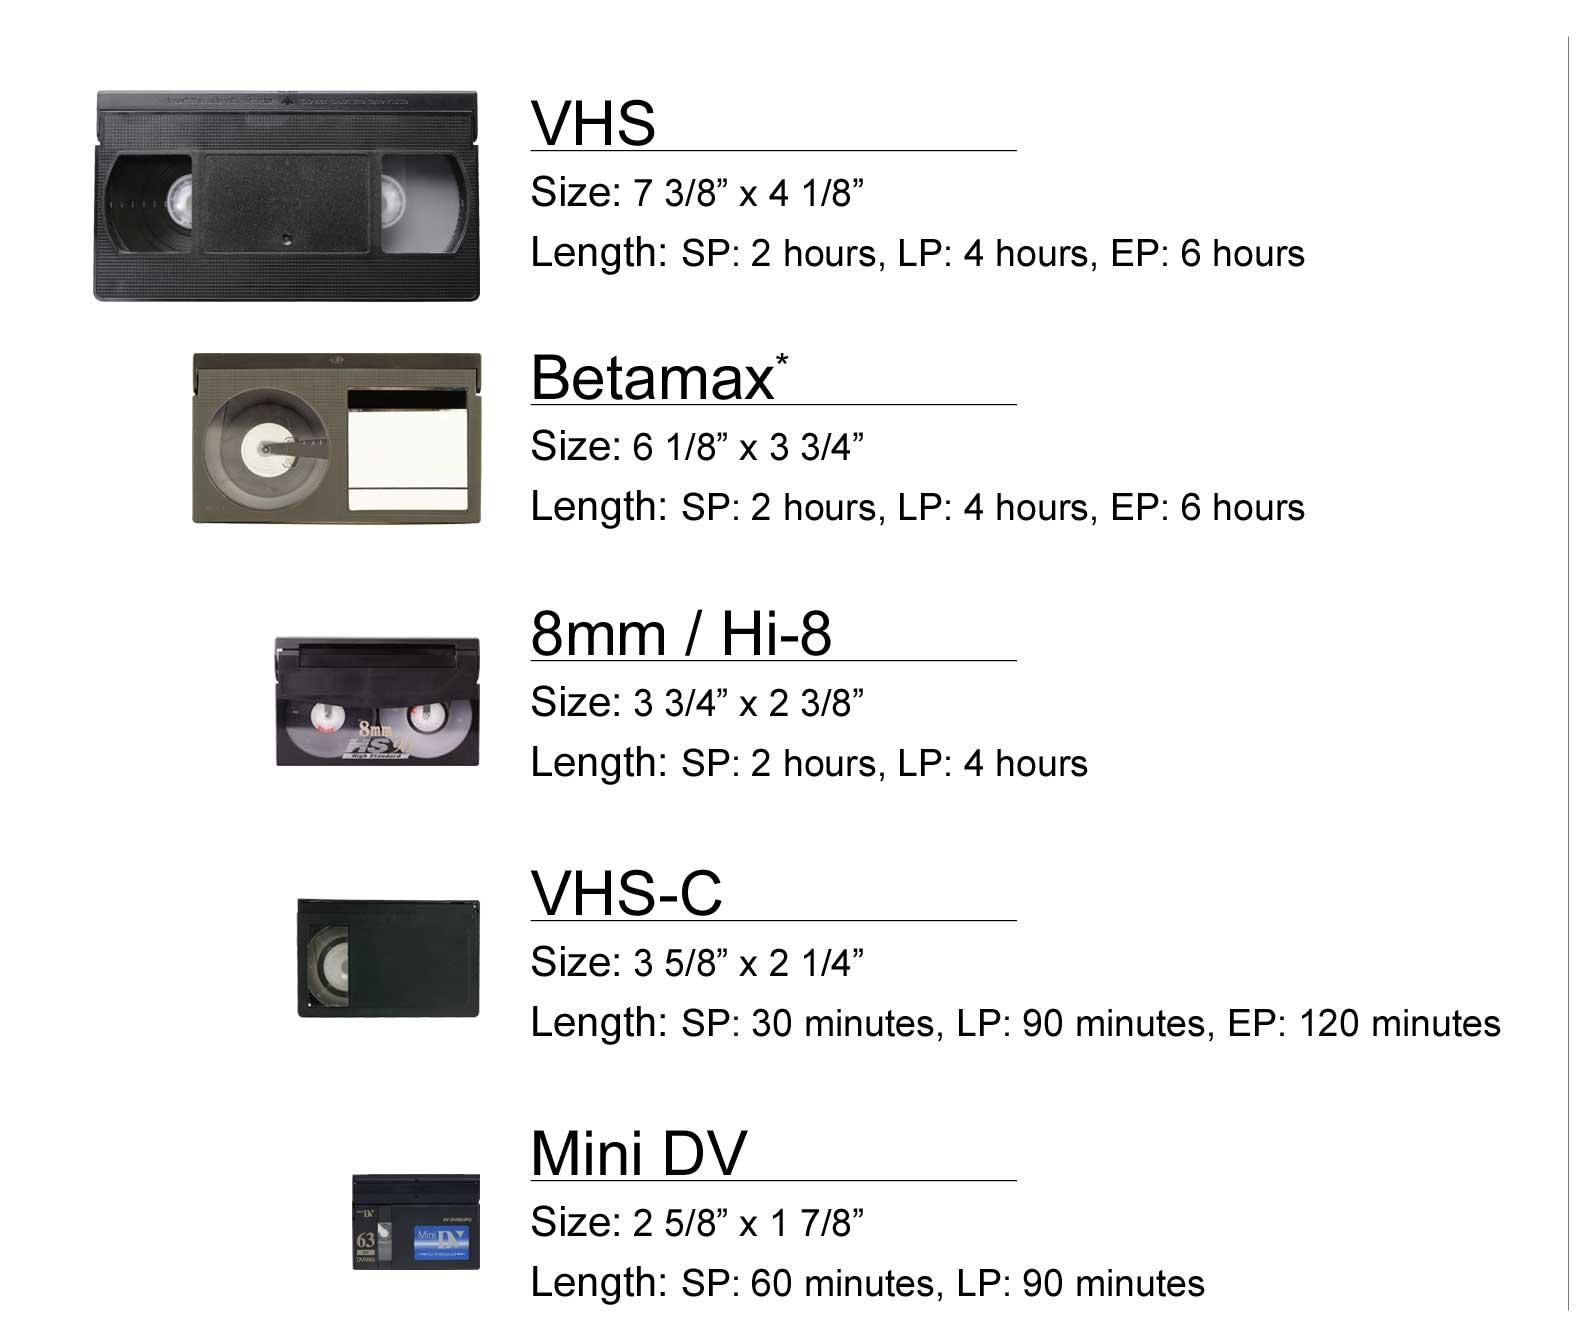 VHS
Size: 7 3/8” x 4 1/8”
Length: SP: 2 hours, LP: 4 hours, EP: 6 hours
Betamax*
Size: 6 1/8” x 3 3/4”
Length: SP: 2 hours, LP: 4 hours, EP: 6 hours
8mm / Hi-8
Size: 3 3/4” x 2 3/8”
Length: SP: 2 hours, LP: 4 hours
8mm
HS 90
High Standard
VHS-C
Size: 3 5/8” x 2 1/4”
Length: SP: 30 minutes, LP: 90 minutes, EP: 120 minutes
Mini DV
Size: 2 5/8” x 1 7/8”
Length: SP: 60 minutes, LP: 90 minutes
Mini DV
63